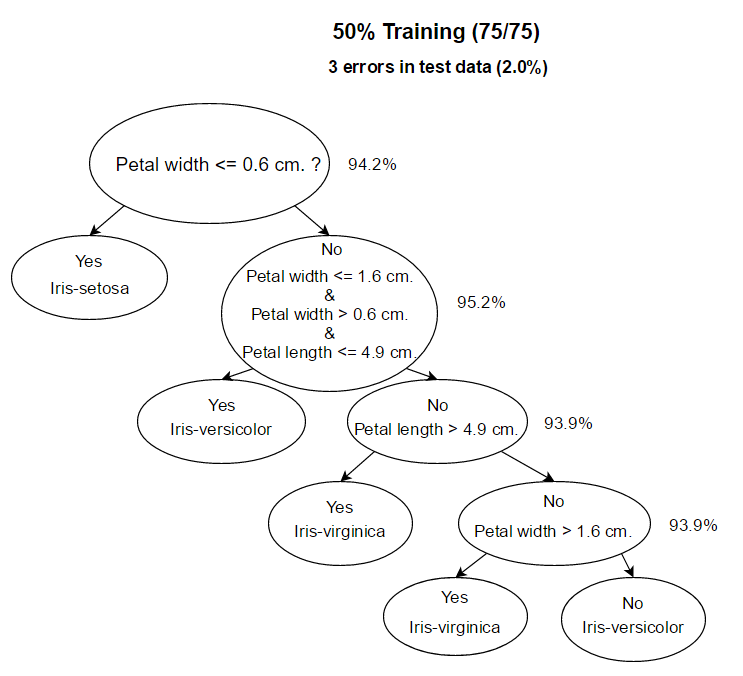 50% Training (75/75)
3 errors in test data (2.0%)
Petal width <= 0.6 cm. ?
94.2%
Yes
Iris-setosa
No
Petal width <= 1.6 cm.
&
Petal width > 0.6 cm.
&
Petal length <= 4.9 cm.
95.2%
Yes
Iris-versicolor
No
Petal length > 4.9 cm.
93.9%
Yes
Iris-virginica
No
Petal width > 1.6 cm.
93.9%
Yes
Iris-virginica
No
Iris-versicolor